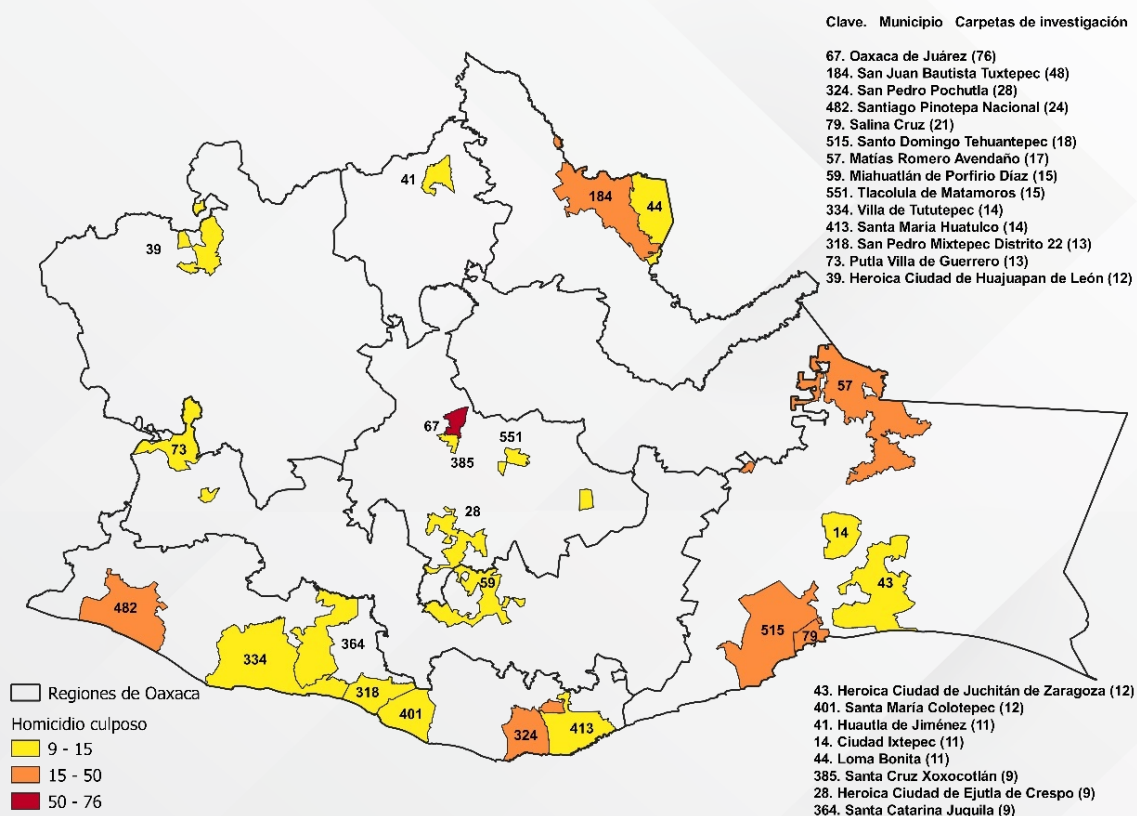 Clave. Municipio Carpetas de investigación
67. Oaxaca de Juárez (76)
184. San Juan Bautista Tuxtepec (48)
324. San Pedro Pochutla (28)
482. Santiago Pinotepa Nacional (24)
79. Salina Cruz (21)
515. Santo Domingo Tehuantepec (18)
57. Matías Romero Avendaño (17)
59. Miahuatlán de Porfirio Díaz (15)
551. Tlacolula de Matamoros (15)
334. Villa de Tututepec (14)
413. Santa María Huatulco (14)
318. San Pedro Mixtepec Distrito 22 (13)
73. Putla Villa de Guerrero (13)
39. Heroica Ciudad de Huajuapan de León (12)
41
184
44
39
57
67
551
385
73
28
14
59
43
482
515
79
364
334
318
401
324
413
Regiones de Oaxaca
Homicidio culposo
9 - 15
15 - 50
50 - 76
43. Heroica Ciudad de Juchitán de Zaragoza (12)
401. Santa María Colotepec (12)
41. Huautla de Jiménez (11)
14. Ciudad Ixtepec (11)
44. Loma Bonita (11)
385. Santa Cruz Xoxocotlán (9)
28. Heroica Ciudad de Ejutla de Crespo (9)
364. Santa Catarina Juquila (9)